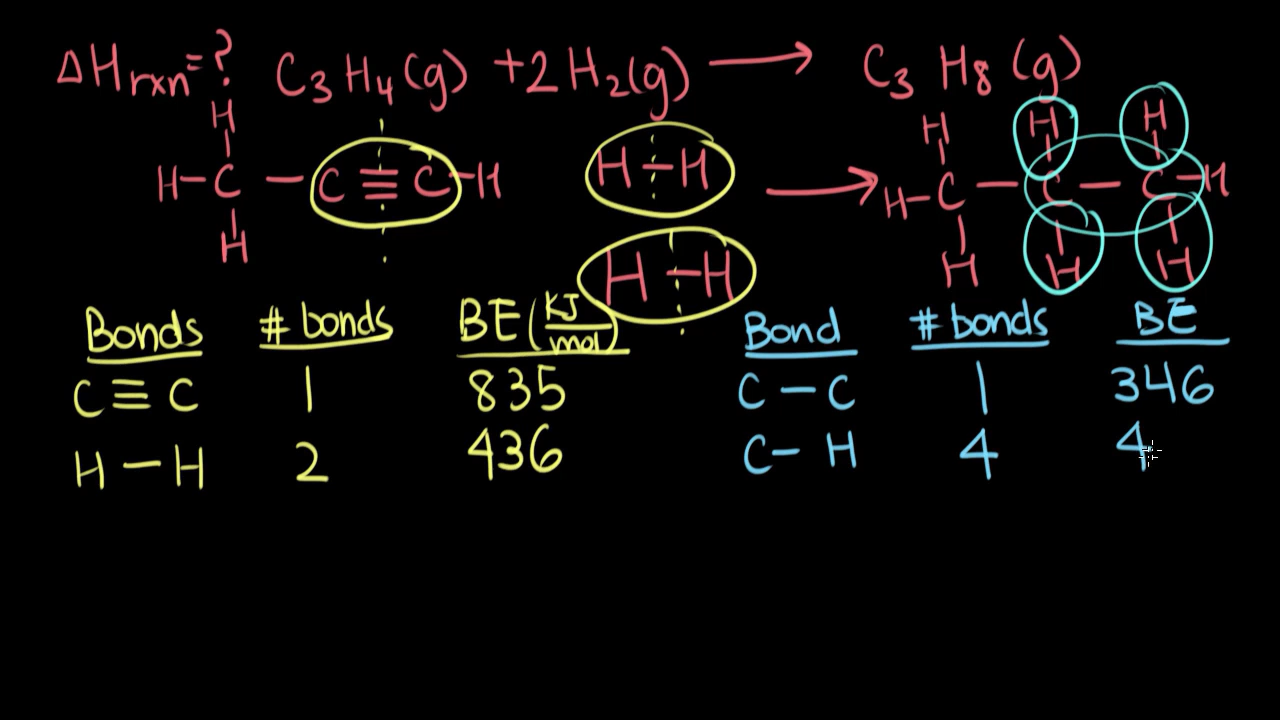 ΔHrxn=? C₃H₄(g) +2H₂(g) → C₃H₈(g)
H H H H
H–C–C≡C–H H–H → H–C–C–C–H
H H–H H H H
Bonds # bonds BE(KJ/mol) Bond # bonds BE
C≡C 1 835 C–C 1 346
H–H 2 436 C–H 4 4